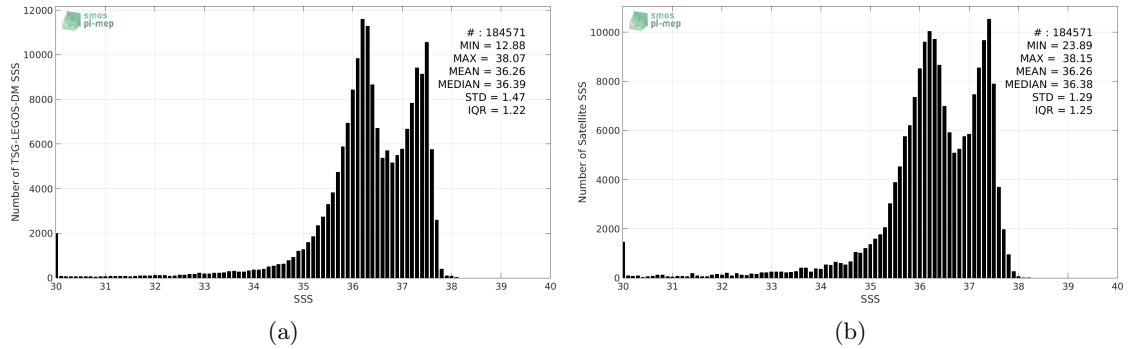 smos
pi-mep
# : 184571
MIN = 12.88
MAX = 38.07
MEAN = 36.26
MEDIAN = 36.39
STD = 1.47
IQR = 1.22
Number of TSG-LEGOS-DM SSS
12000
10000
8000
6000
4000
2000
0
30 31 32 33 34 35 36 37 38 39 40
SSS
(a)
smos
pi-mep
# : 184571
MIN = 23.89
MAX = 38.15
MEAN = 36.26
MEDIAN = 36.38
STD = 1.29
IQR = 1.25
Number of Satellite SSS
10000
8000
6000
4000
2000
0
30 31 32 33 34 35 36 37 38 39 40
SSS
(b)